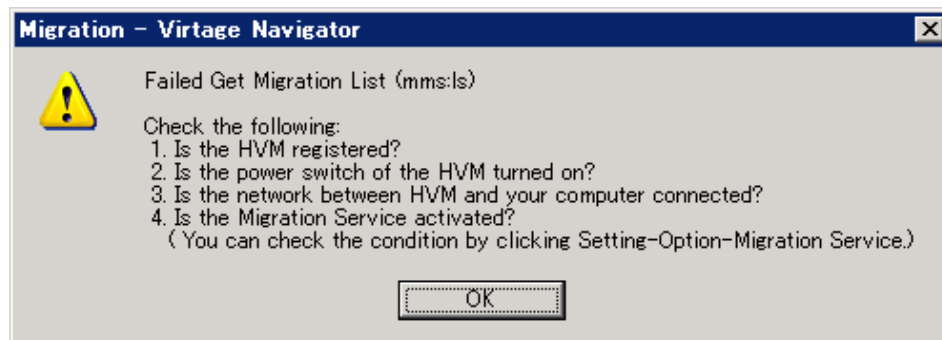 Migration - Virtage Navigator
Failed Get Migration List (mms:ls)
Check the following:
1. Is the HVM registered?
2. Is the power switch of the HVM turned on?
3. Is the network between HVM and your computer connected?
4. Is the Migration Service activated?
( You can check the condition by clicking Setting-Option-Migration Service.)
OK